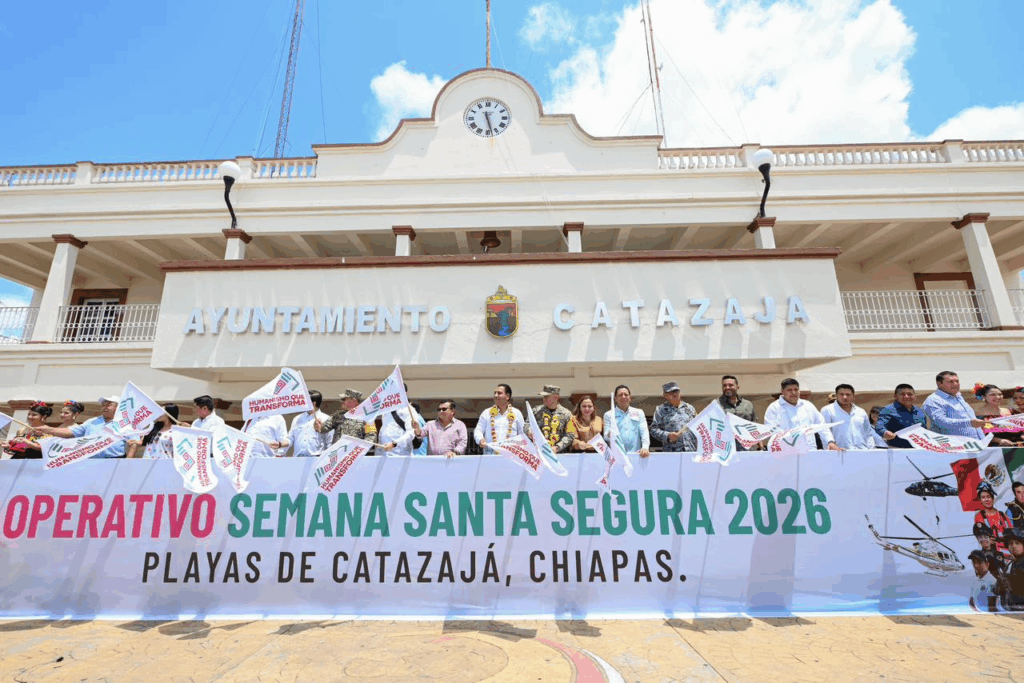 AYUNTAMIENTO CATAZAJA
HUMANISMO QUE
TRANSFORMA
OPERATIVO SEMANA SANTA SEGURA 2026
PLAYAS DE CATAZAJÁ, CHIAPAS.